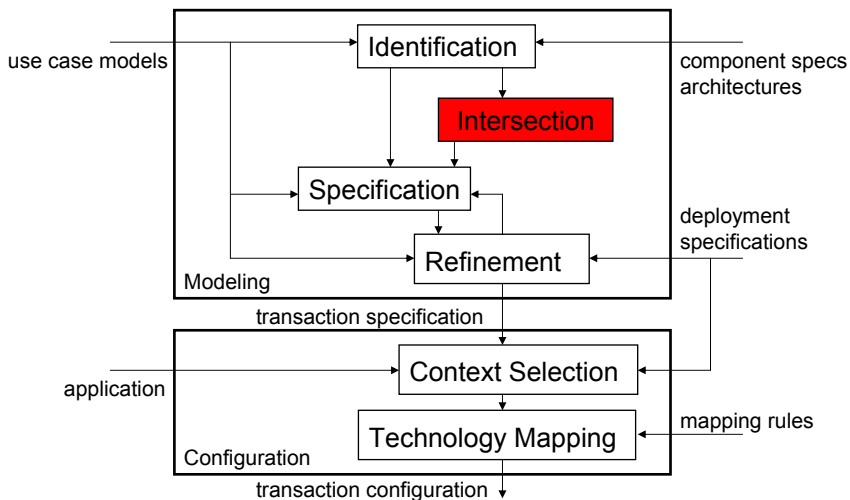 Identification
use case models
component specs
architectures
Intersection
Specification
deployment
specifications
Refinement
Modeling
transaction specification
Context Selection
application
Technology Mapping
mapping rules
Configuration
transaction configuration